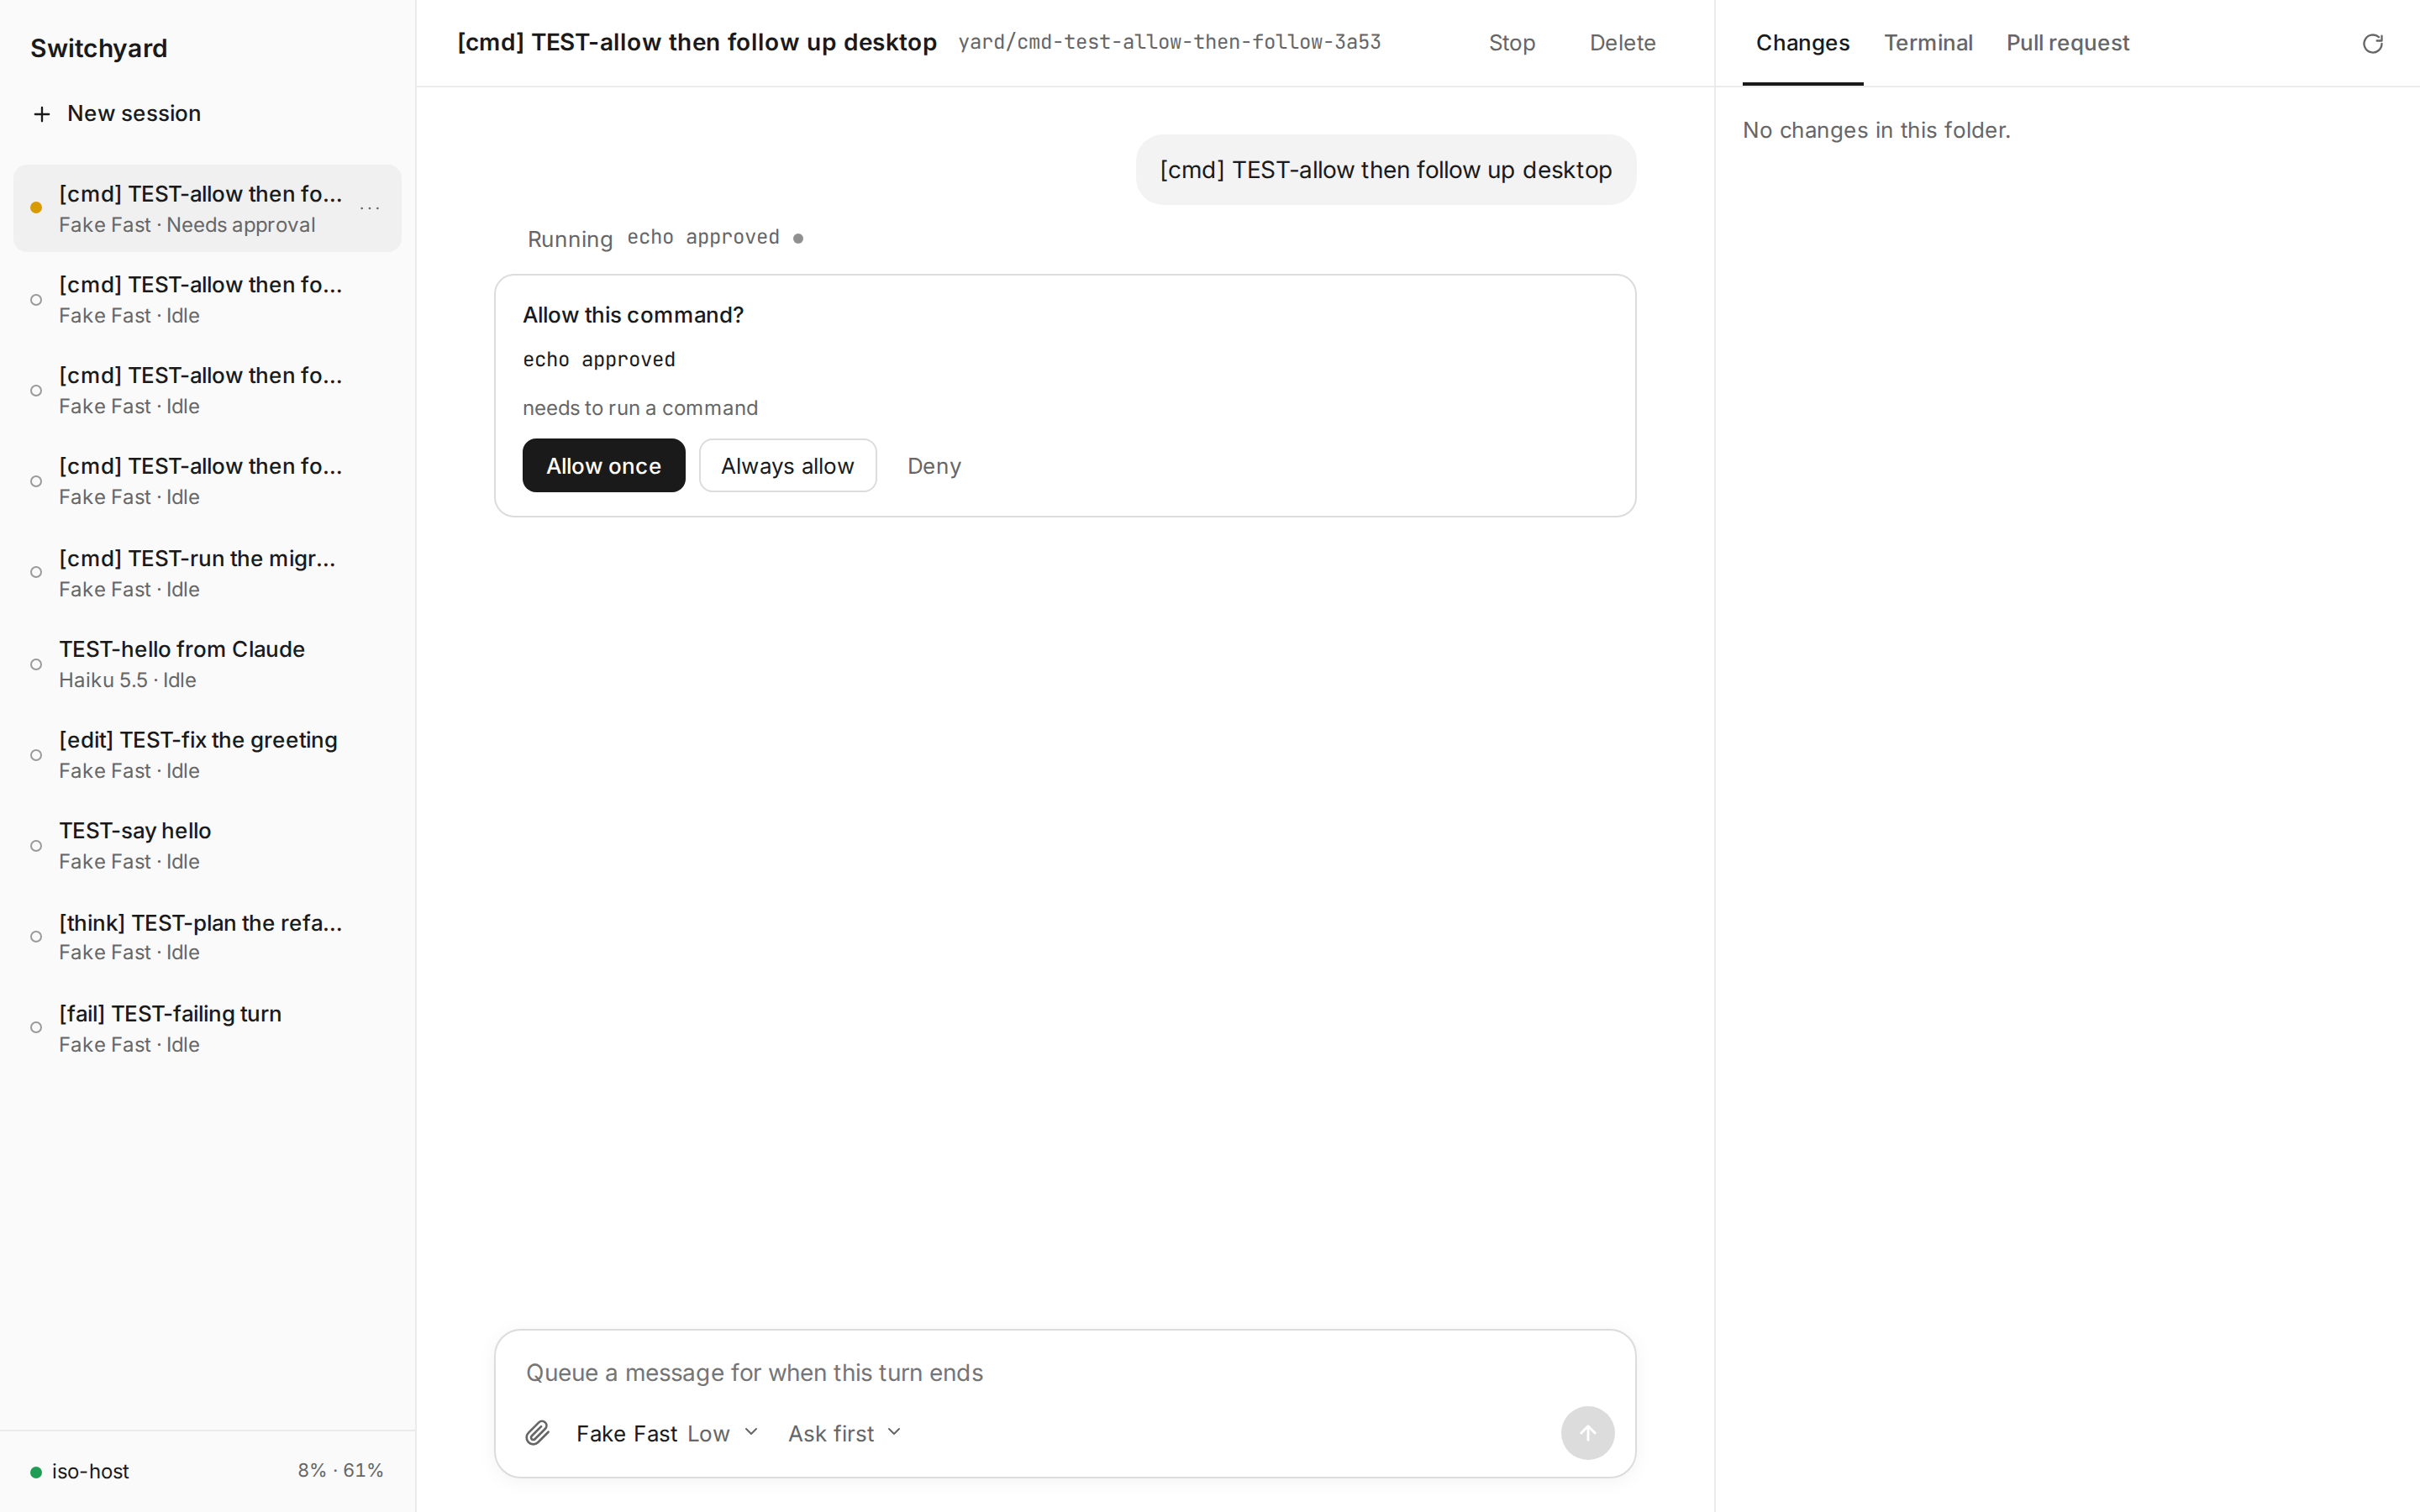 Switchyard
New session
[cmd] TEST-allow then fo...
Fake Fast · Needs approval
[cmd] TEST-allow then fo...
Fake Fast · Idle
[cmd] TEST-allow then fo...
Fake Fast · Idle
[cmd] TEST-allow then fo...
Fake Fast · Idle
[cmd] TEST-run the migr...
Fake Fast · Idle
TEST-hello from Claude
Haiku 5.5 · Idle
[edit] TEST-fix the greeting
Fake Fast · Idle
TEST-say hello
Fake Fast · Idle
[think] TEST-plan the refa...
Fake Fast · Idle
[fail] TEST-failing turn
Fake Fast · Idle
iso-host 8% · 61%
[cmd] TEST-allow then follow up desktop yard/cmd-test-allow-then-follow-3a53 Stop Delete
[cmd] TEST-allow then follow up desktop
Running echo approved
Allow this command?
echo approved
needs to run a command
Allow once Always allow Deny
Queue a message for when this turn ends
Fake Fast Low Ask first
Changes Terminal Pull request
No changes in this folder.